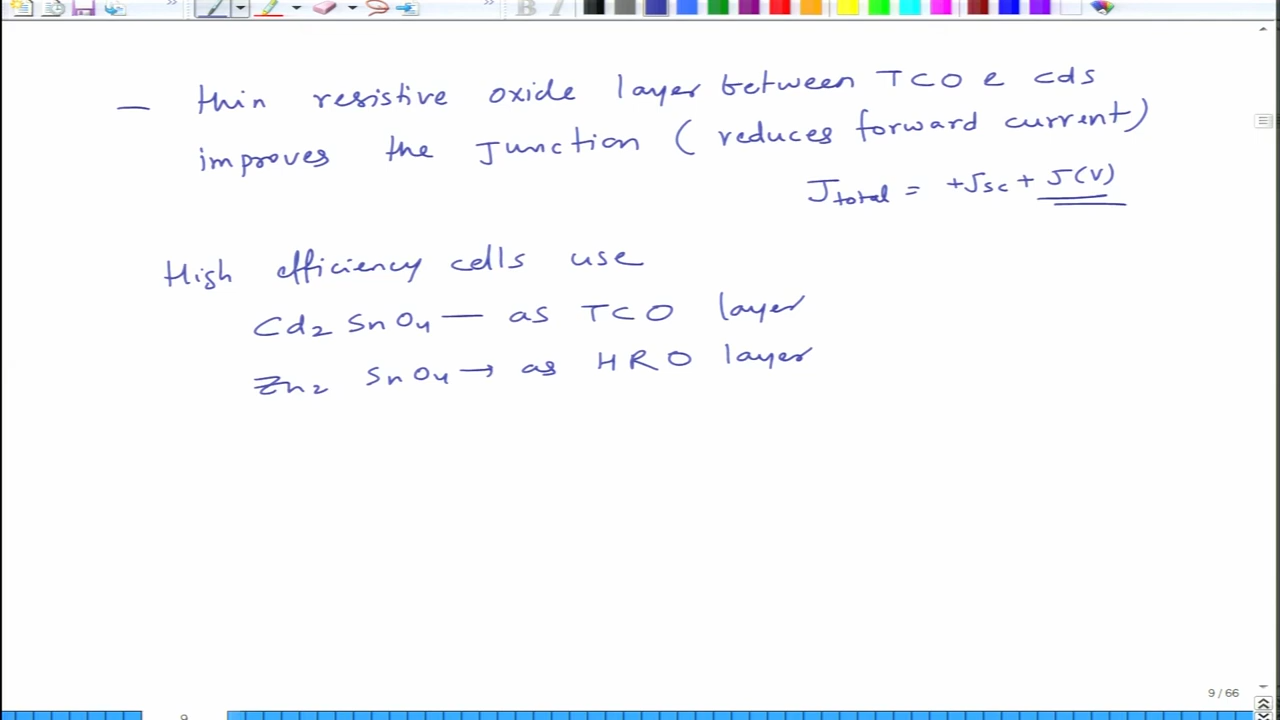 — thin resistive oxide layer between TCO e cds
improves the Junction (reduces forward current)
Jtotal = +Jsc + J(V)
High efficiency cells use
Cd2 SnO4 — as TCO layer
Zn2 SnO4 → as HRO layer
9 / 66
9